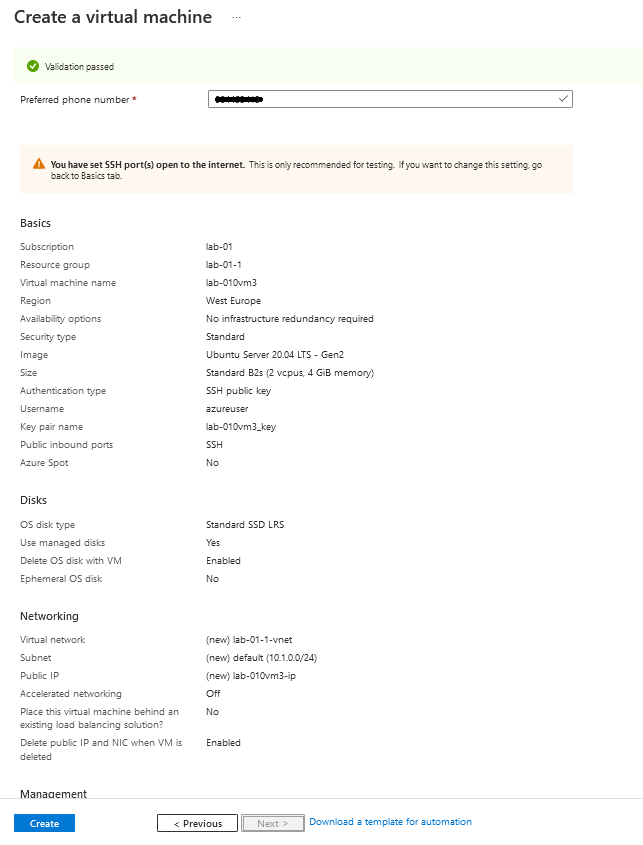 Create a virtual machine ...
Validation passed
Preferred phone number *
You have set SSH port(s) open to the internet. This is only recommended for testing. If you want to change this setting, go
back to Basics tab.
Basics
Subscription lab-01
Resource group lab-01-1
Virtual machine name lab-010vm3
Region West Europe
Availability options No infrastructure redundancy required
Security type Standard
Image Ubuntu Server 20.04 LTS - Gen2
Size Standard B2s (2 vcpus, 4 GiB memory)
Authentication type SSH public key
Username azureuser
Key pair name lab-010vm3_key
Public inbound ports SSH
Azure Spot No
Disks
OS disk type Standard SSD LRS
Use managed disks Yes
Delete OS disk with VM Enabled
Ephemeral OS disk No
Networking
Virtual network (new) lab-01-1-vnet
Subnet (new) default (10.1.0.0/24)
Public IP (new) lab-010vm3-ip
Accelerated networking Off
Place this virtual machine behind an No
existing load balancing solution?
Delete public IP and NIC when VM is Enabled
deleted
Management
Create < Previous Next > Download a template for automation